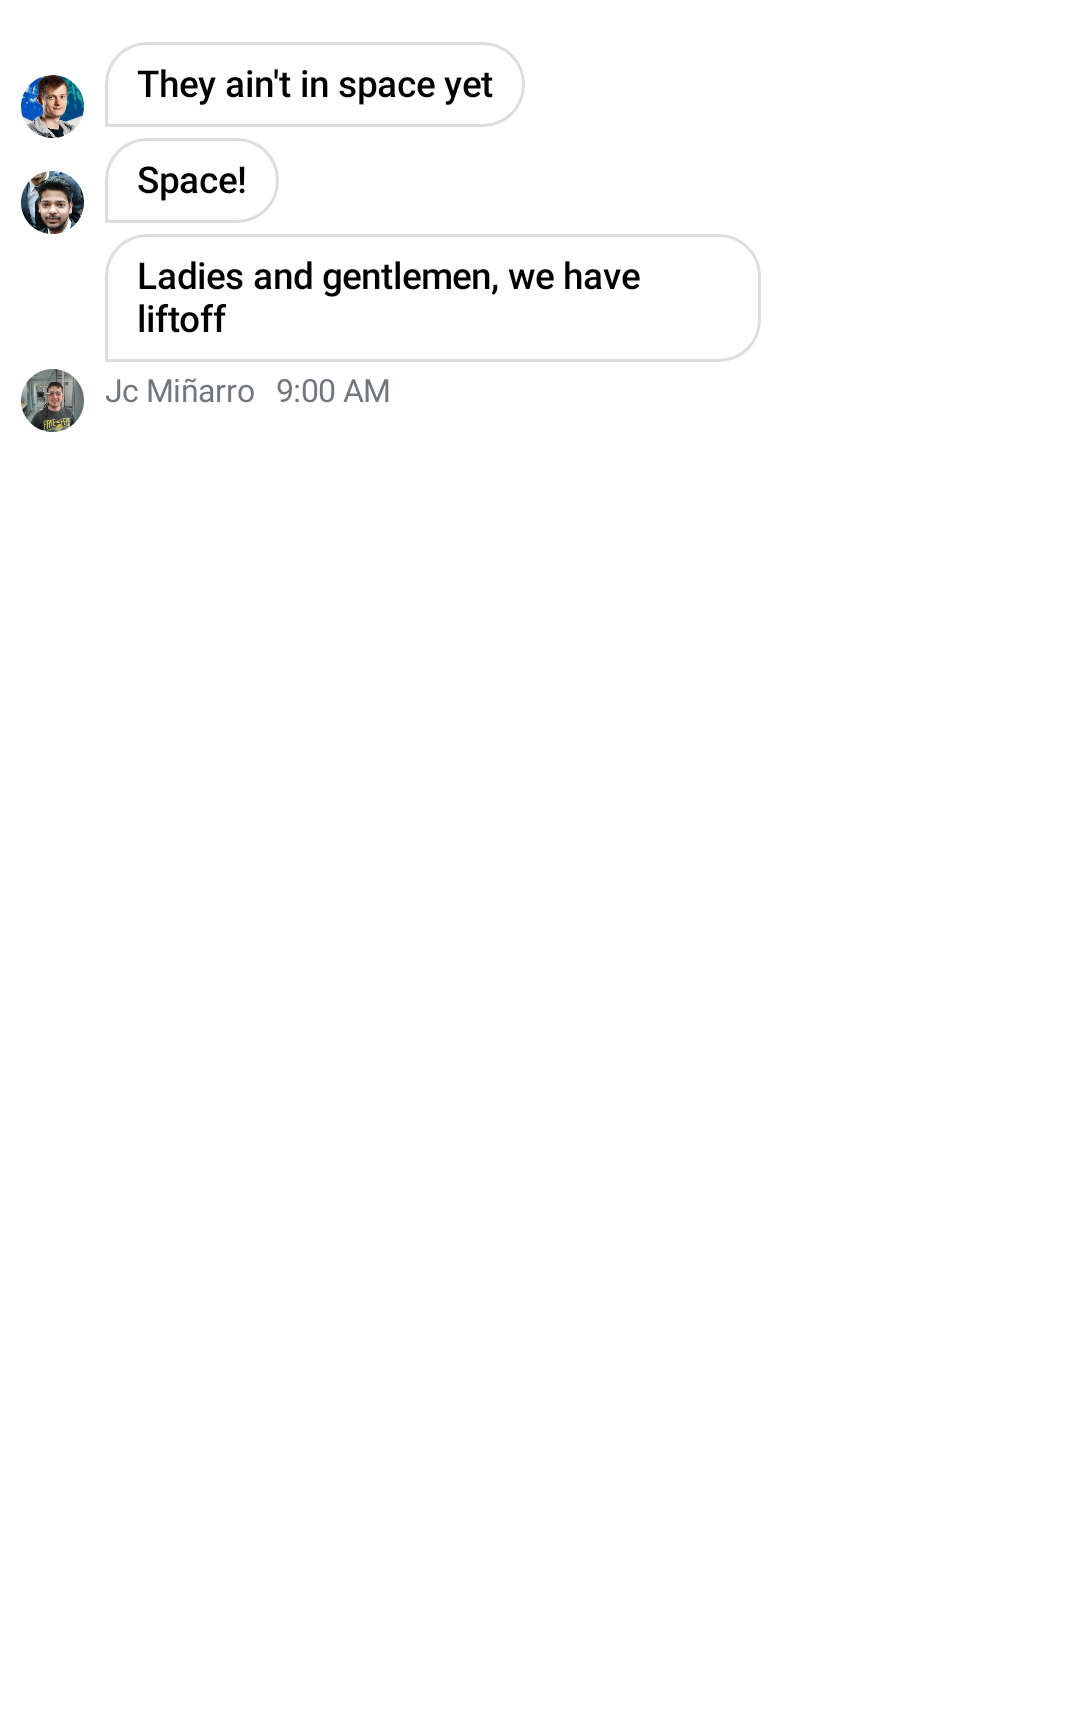 They ain't in space yet
Space!
Ladies and gentlemen, we have
liftoff
Jc Miñarro 9:00 AM